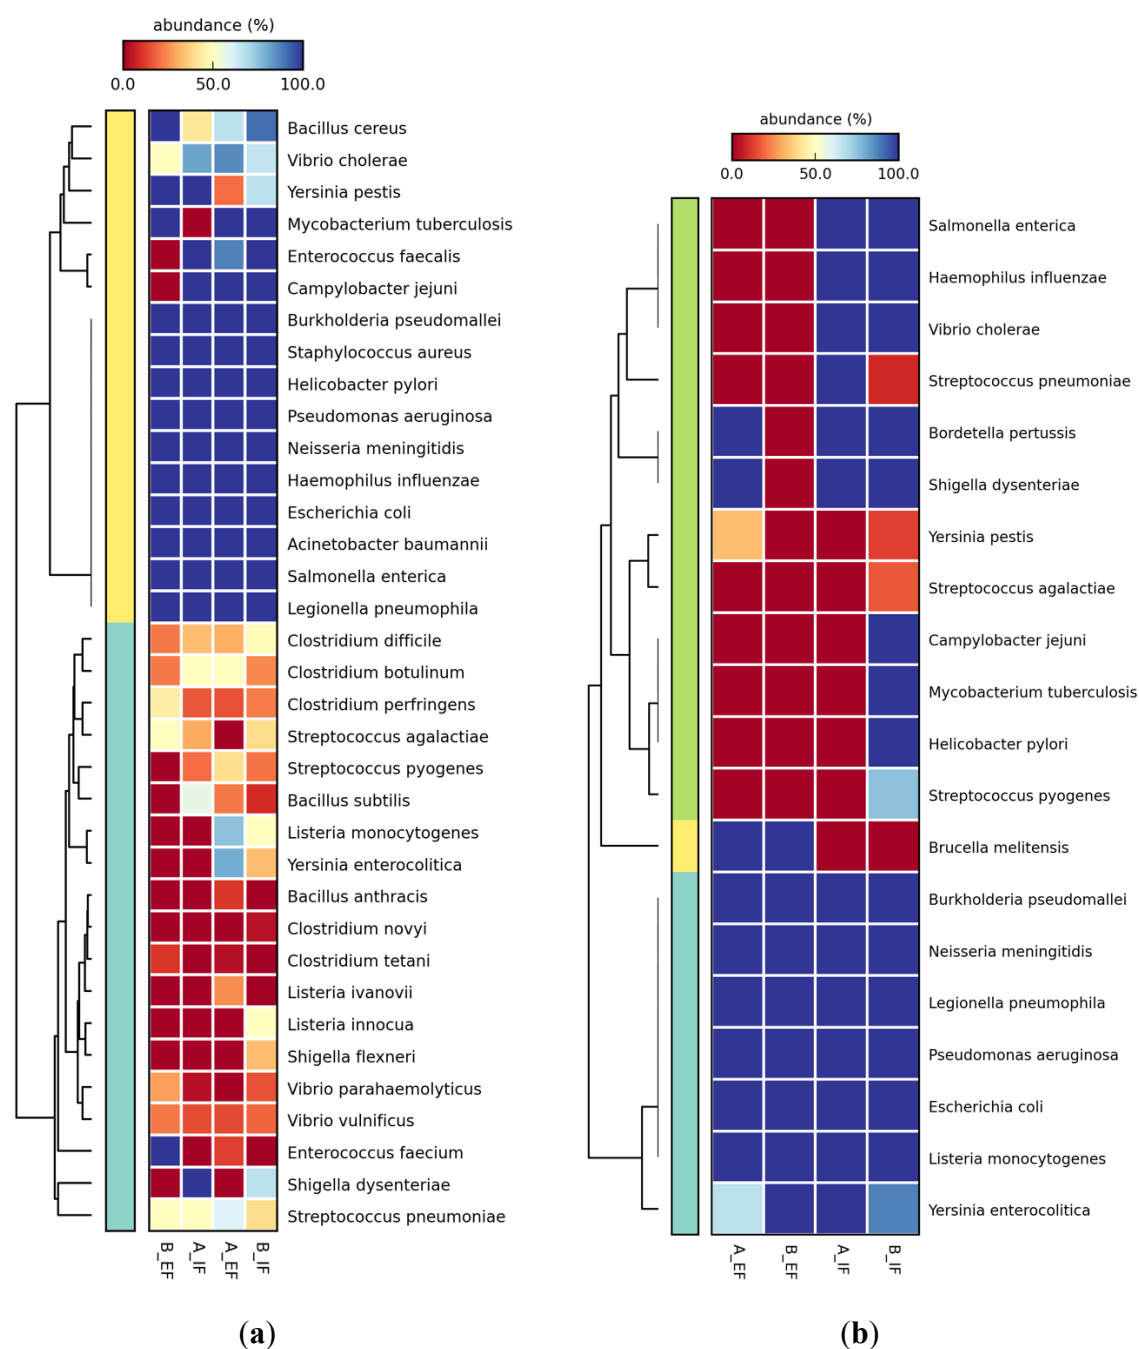 abundance (%)
0.0 50.0 100.0
Bacillus cereus
Vibrio cholerae
Yersinia pestis
Mycobacterium tuberculosis
Enterococcus faecalis
Campylobacter jejuni
Burkholderia pseudomallei
Staphylococcus aureus
Helicobacter pylori
Pseudomonas aeruginosa
Neisseria meningitidis
Haemophilus influenzae
Escherichia coli
Acinetobacter baumannii
Salmonella enterica
Legionella pneumophila
Clostridium difficile
Clostridium botulinum
Clostridium perfringens
Streptococcus agalactiae
Streptococcus pyogenes
Bacillus subtilis
Listeria monocytogenes
Yersinia enterocolitica
Bacillus anthracis
Clostridium novyi
Clostridium tetani
Listeria ivanovii
Listeria innocua
Shigella flexneri
Vibrio parahaemolyticus
Vibrio vulnificus
Enterococcus faecium
Shigella dysenteriae
Streptococcus pneumoniae
B_EF A_IF A_EF B_IF
(a)
abundance (%)
0.0 50.0 100.0
Salmonella enterica
Haemophilus influenzae
Vibrio cholerae
Streptococcus pneumoniae
Bordetella pertussis
Shigella dysenteriae
Yersinia pestis
Streptococcus agalactiae
Campylobacter jejuni
Mycobacterium tuberculosis
Helicobacter pylori
Streptococcus pyogenes
Brucella melitensis
Burkholderia pseudomallei
Neisseria meningitidis
Legionella pneumophila
Pseudomonas aeruginosa
Escherichia coli
Listeria monocytogenes
Yersinia enterocolitica
A_EF B_EF A_IF B_IF
(b)